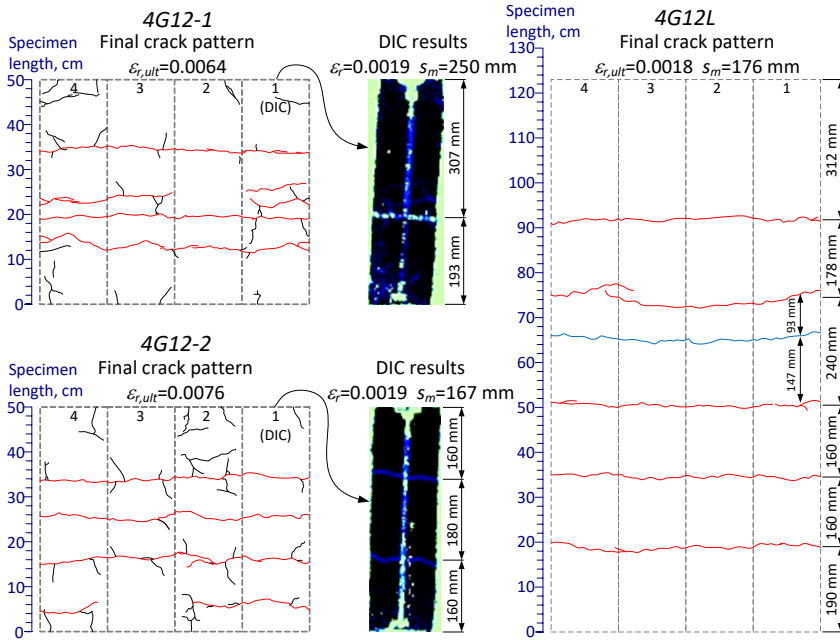 4G12-1
Final crack pattern
εr,ult=0.0064
Specimen
length, cm
50
40
30
20
10
0
4
3
2
1
(DIC)
DIC results
εr=0.0019 sm=250 mm
307 mm
193 mm
4G12-2
Final crack pattern
εr,ult=0.0076
Specimen
length, cm
50
40
30
20
10
0
4
3
2
1
(DIC)
DIC results
εr=0.0019 sm=167 mm
160 mm
180 mm
160 mm
4G12L
Final crack pattern
εr,ult=0.0018 sm=176 mm
Specimen
length, cm
130
120
110
100
90
80
70
60
50
40
30
20
10
0
4
3
2
1
312 mm
178 mm
93 mm
240 mm
147 mm
160 mm
160 mm
190 mm